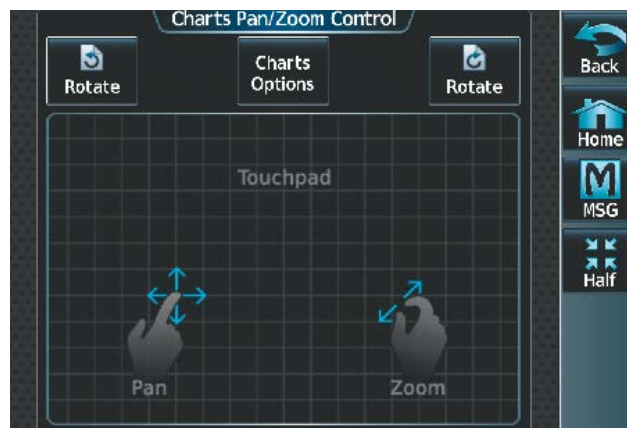 Charts Pan/Zoom Control
Rotate
Charts
Options
Rotate
Touchpad
Pan
Zoom
Back
Home
MSG
Half